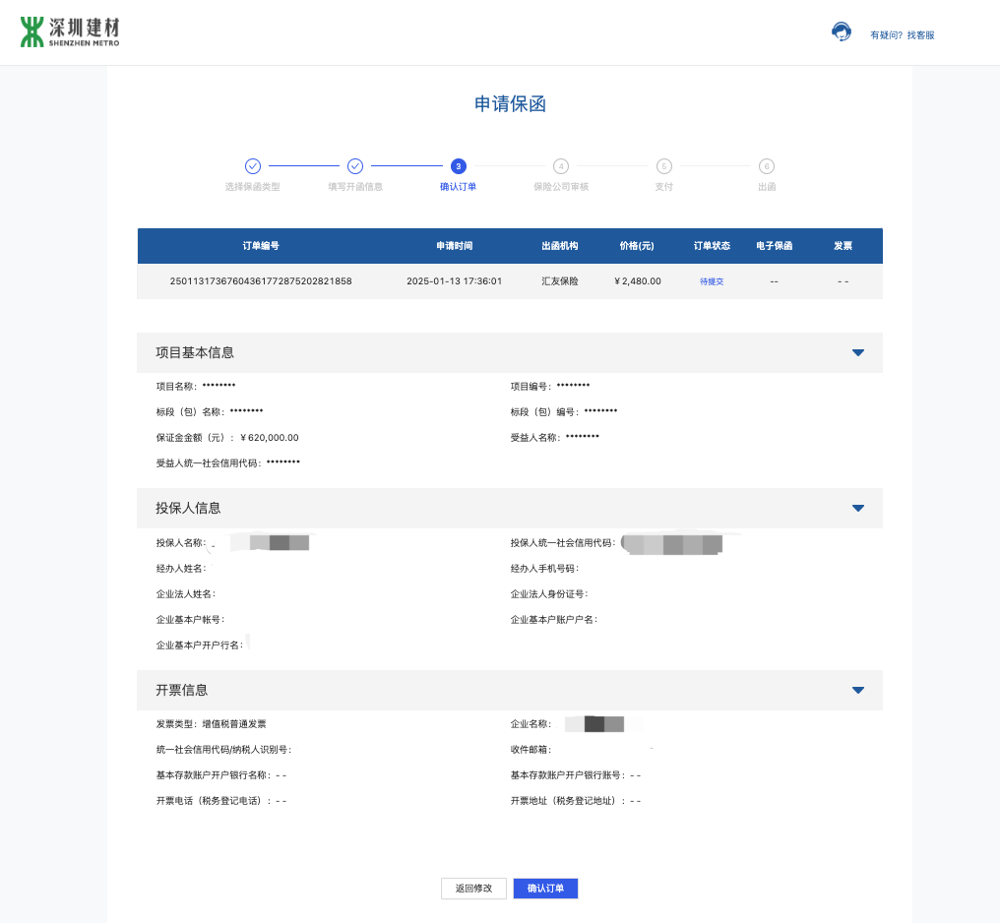 深圳建材
SHENZHEN METRO
有疑问？找客服
申请保函
3 4 5 6
选择保函类型 填写开函信息 确认订单 保险公司审核 支付 出函
订单编号 申请时间 出函机构 价格(元) 订单状态 电子保函 发票
2501131736760436177287520282​1858 2025-01-13 17:36:01 汇友保险 ￥2,480.00 待提交 -- - -
项目基本信息
项目名称：******** 项目编号：********
标段（包）名称：******** 标段（包）编号：********
保证金金额（元）：￥620,000.00 受益人名称：********
受益人统一社会信用代码：********
投保人信息
投保人名称： 投保人统一社会信用代码：
经办人姓名： 经办人手机号码：
企业法人姓名： 企业法人身份证号：
企业基本户帐号： 企业基本户账户户名：
企业基本户开户行名：
开票信息
发票类型：增值税普通发票 企业名称：
统一社会信用代码/纳税人识别号： 收件邮箱：
基本存款账户开户银行名称：- - 基本存款账户开户银行账号：- -
开票电话（税务登记电话）：- - 开票地址（税务登记地址）：- -
返回修改 确认订单